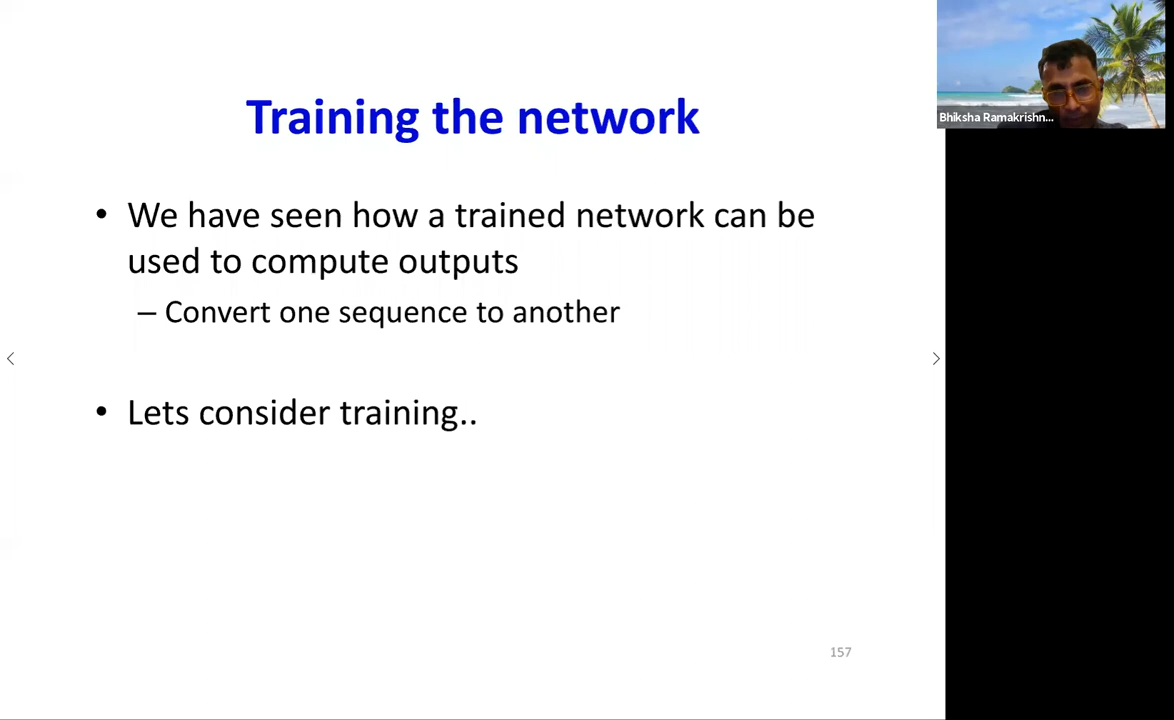 Training the network
• We have seen how a trained network can be
used to compute outputs
– Convert one sequence to another
• Lets consider training..
157
Bhiksha Ramakrishn...